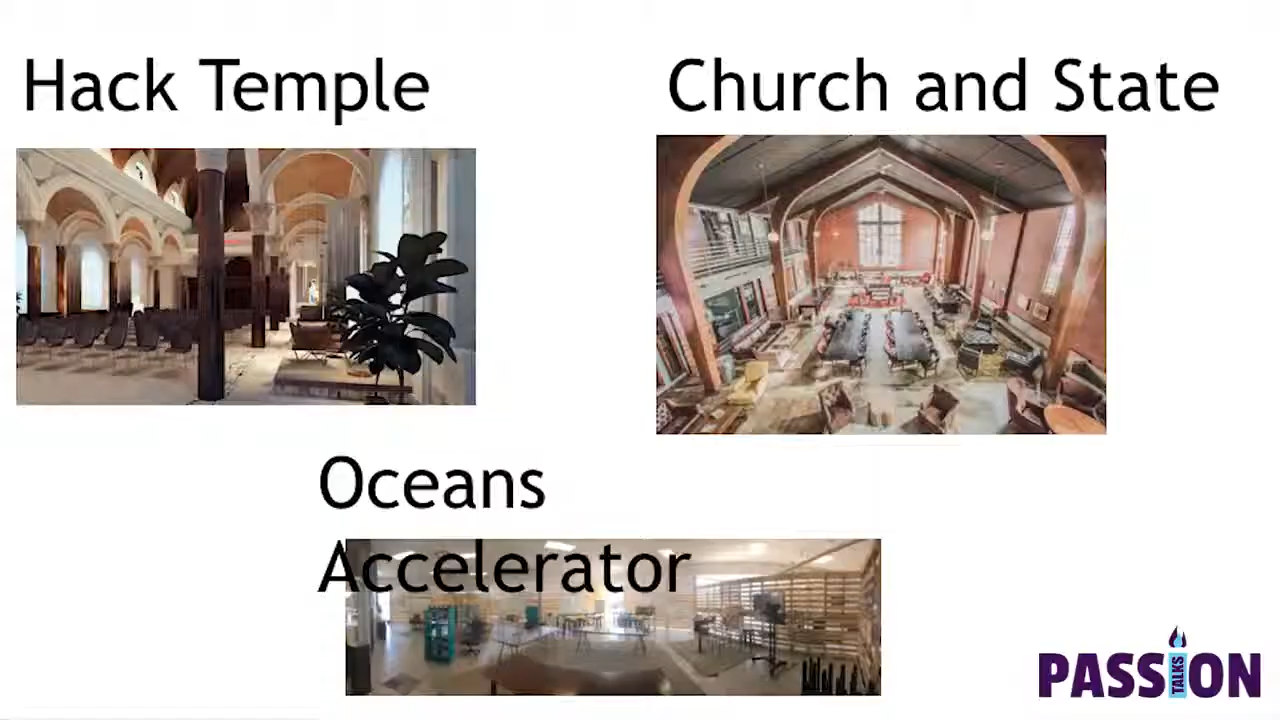 Hack Temple
Church and State
Oceans
Accelerator
PASSION
TALKS